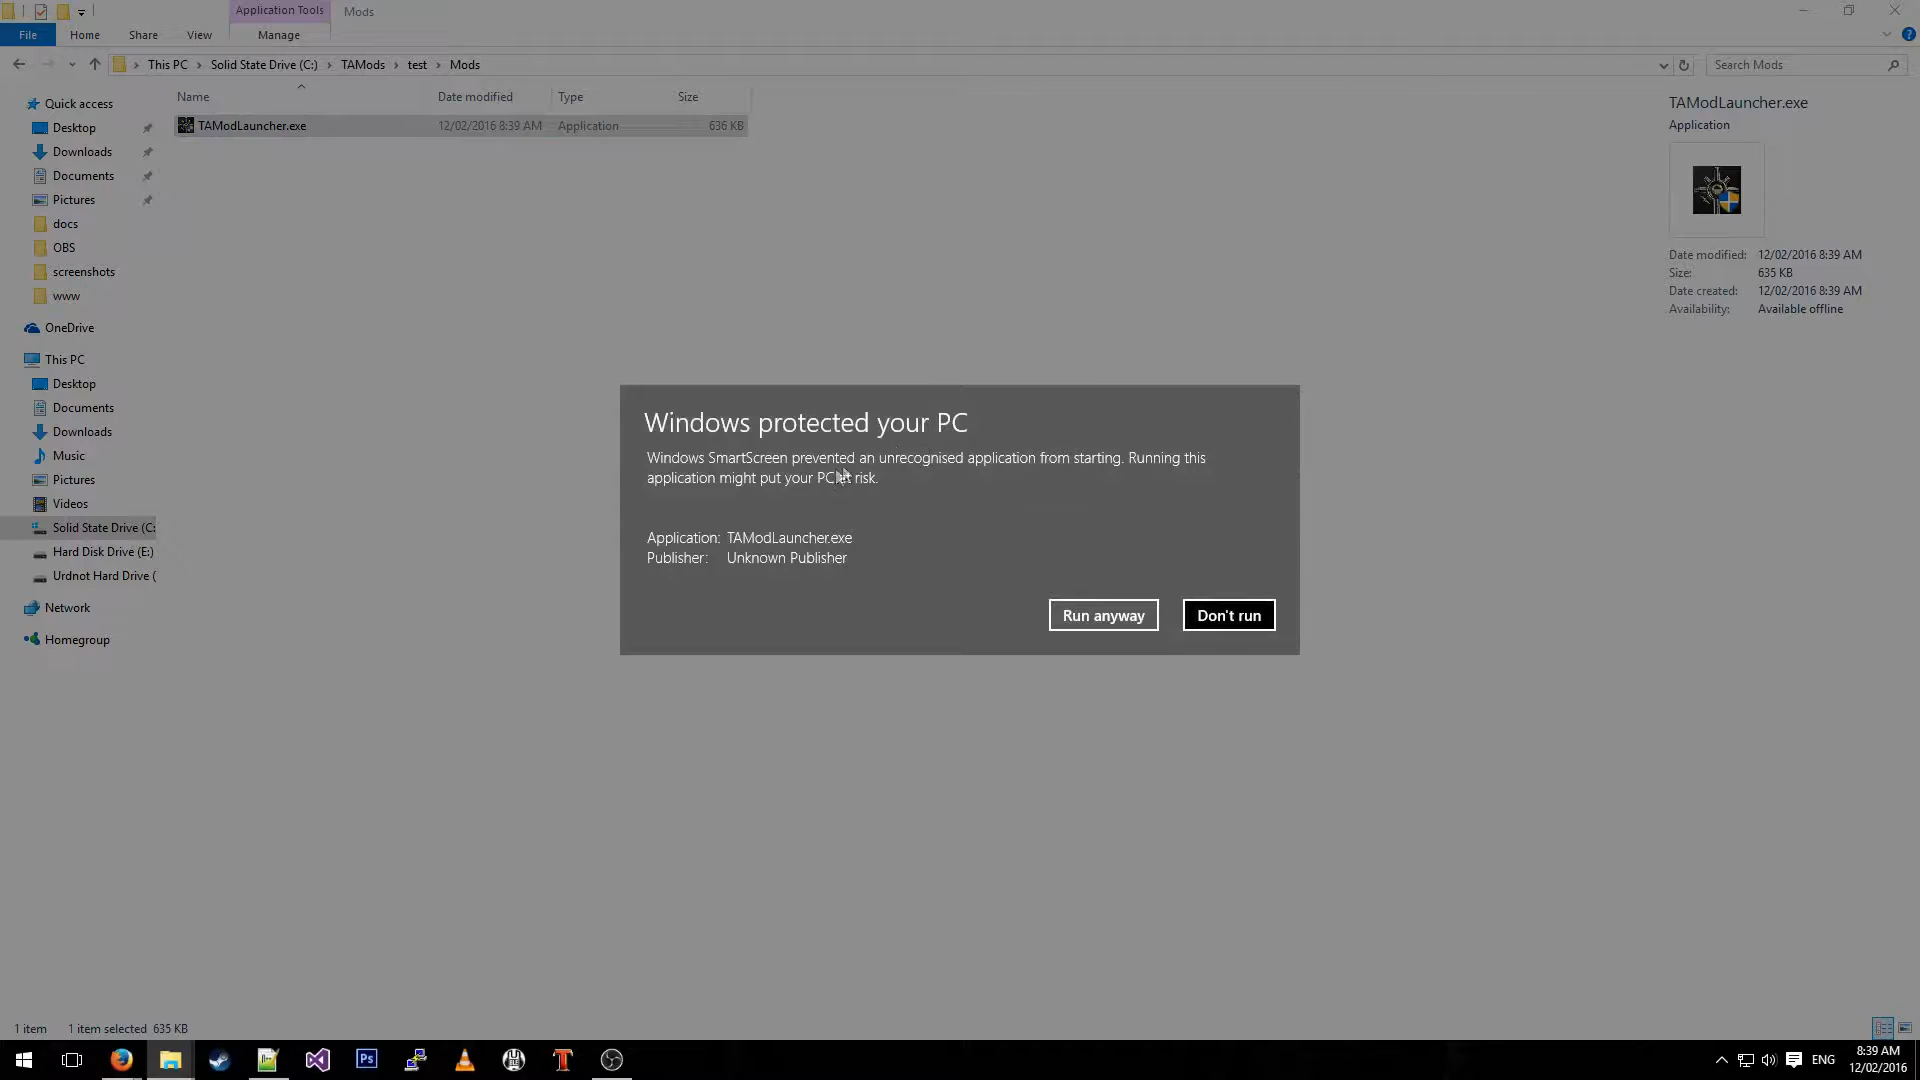 Application Tools
Mods
File
Home
Share
View
Manage
This PC
Solid State Drive (C:)
TAMods
test
Mods
Search Mods
Quick access
Desktop
Downloads
Documents
Pictures
docs
OBS
screenshots
www
OneDrive
This PC
Desktop
Documents
Downloads
Music
Pictures
Videos
Solid State Drive (C:
Hard Disk Drive (E:)
Urdnot Hard Drive (
Network
Homegroup
Name
Date modified
Type
Size
TAModLauncher.exe
12/02/2016 8:39 AM
Application
636 KB
TAModLauncher.exe
Application
Date modified: 12/02/2016 8:39 AM
Size: 635 KB
Date created: 12/02/2016 8:39 AM
Availability: Available offline
Windows protected your PC
Windows SmartScreen prevented an unrecognised application from starting. Running this
application might put your PC at risk.
Application: TAModLauncher.exe
Publisher: Unknown Publisher
Run anyway
Don't run
1 item
1 item selected 635 KB
Ps
ENG
8:39 AM
12/02/2016